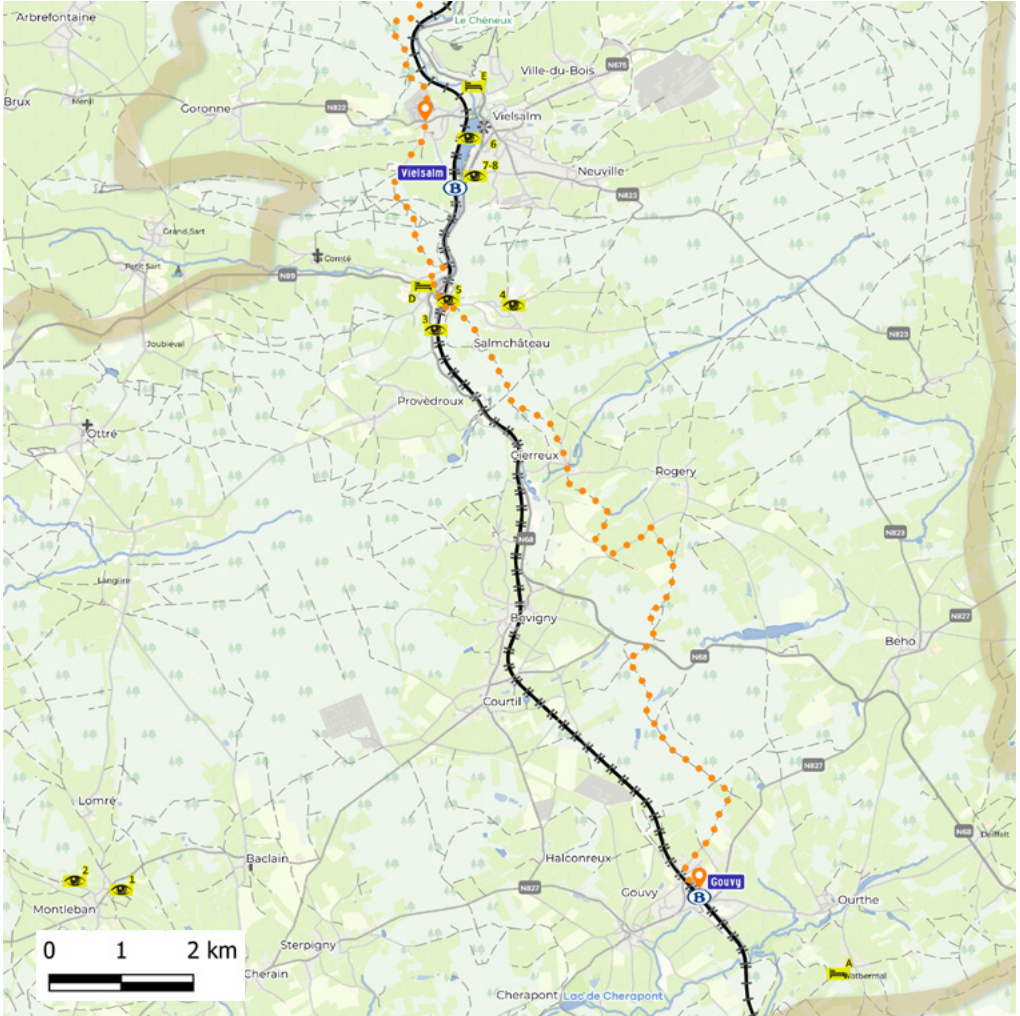 Arbrefontaine
Le Chêneux
Ville-du-Bois
N675
E
Brux
Menil
Goronne
N822
Vielsalm
6
7-8
Vielsalm
B
Neuville
N823
Grand Sart
Comté
Petit Sart
N89
D
5
4
3
N823
Joubiéval
Salmchâteau
Provèdroux
Ottré
Cierreux
Rogery
N823
N68
Langlire
Bovigny
N827
Beho
N68
Courtil
N827
Lomré
N68
Deiffelt
Halconreux
Baclain
2
1
N827
Gouvy
Gouvy
B
Ourthe
Montleban
0 1 2 km
Sterpigny
Cherain
A
Watbermal
Cherapont
Lac de Cherapont